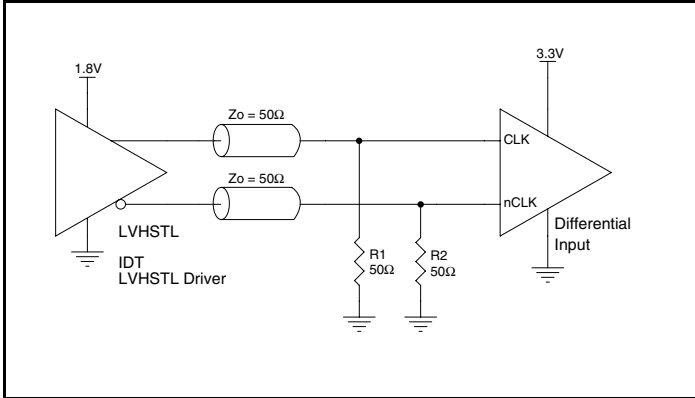 1.8V
3.3V
Zo = 50Ω
CLK
Zo = 50Ω
nCLK
Differential
Input
LVHSTL
IDT
LVHSTL Driver
R1
50Ω
R2
50Ω